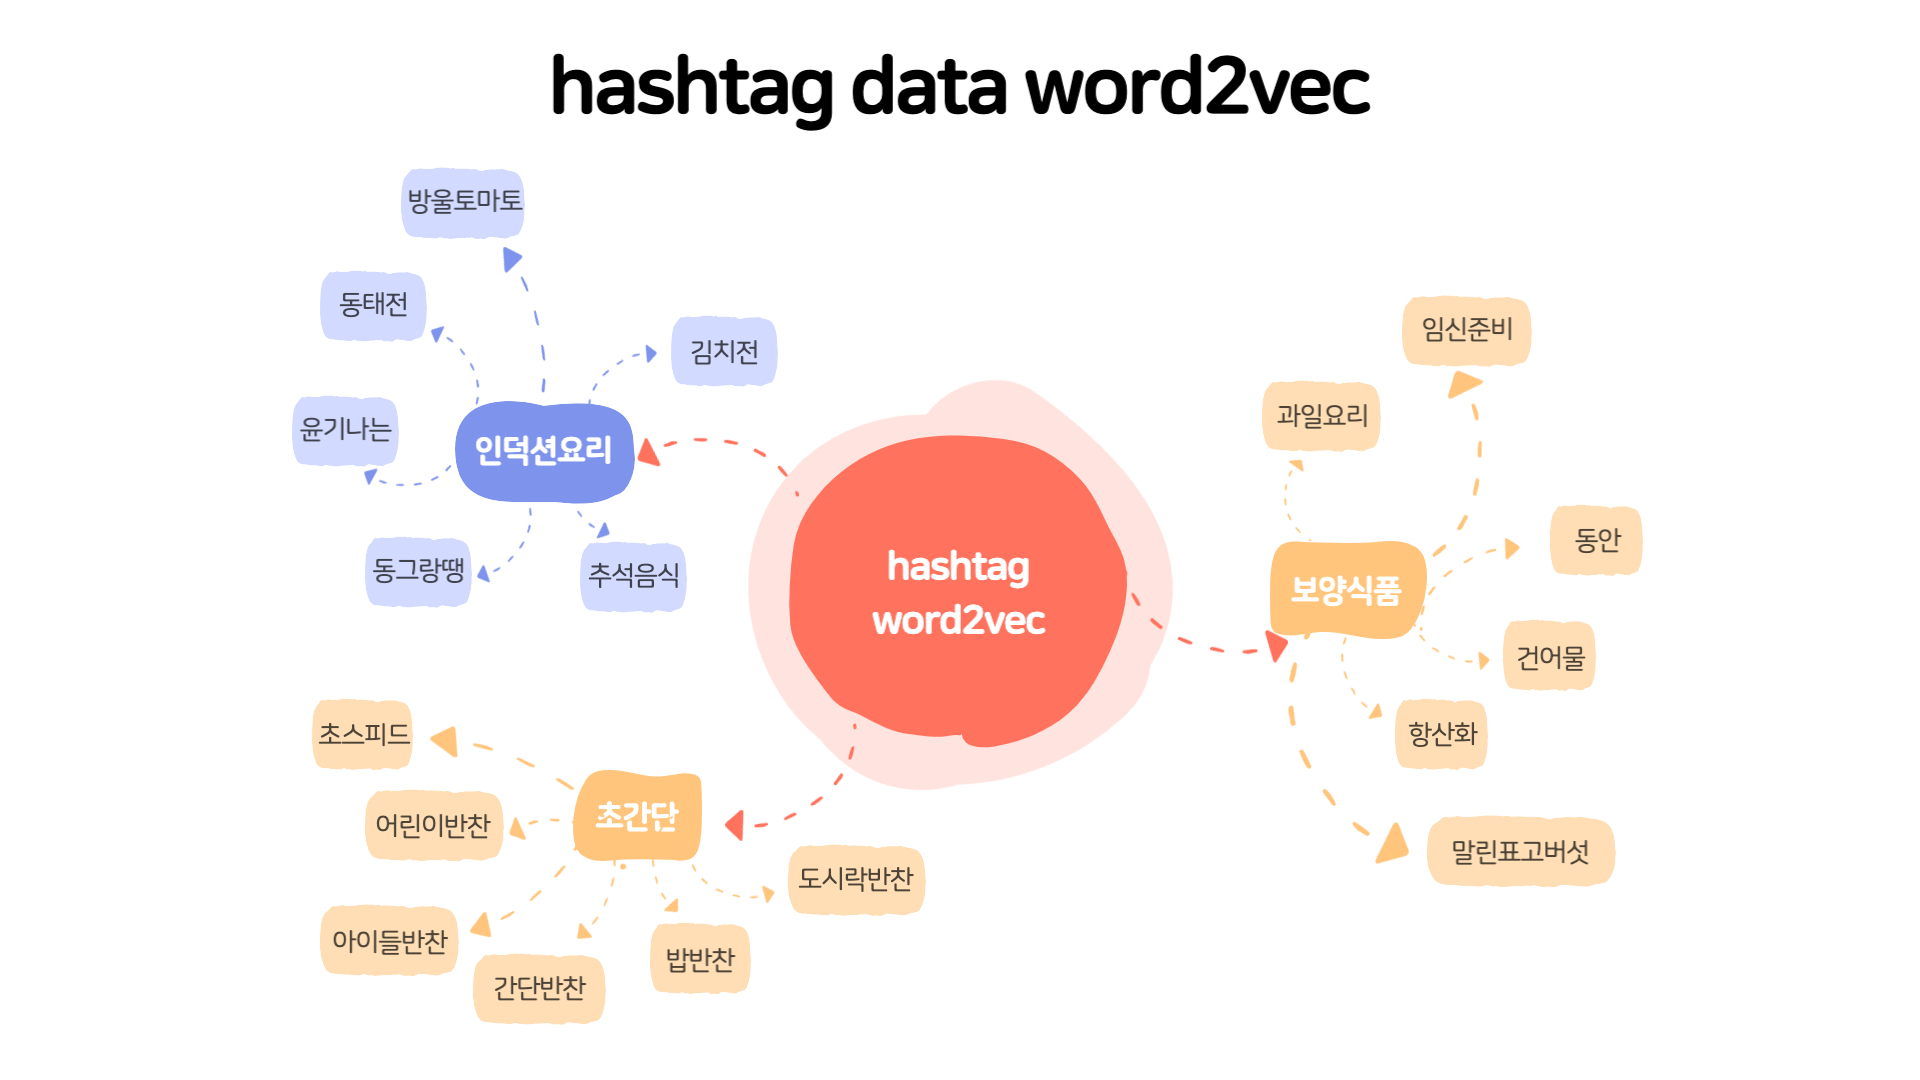 hashtag data word2vec
방울토마토
동태전
김치전
윤기나는
인덕션요리
동그랑땡
추석음식
hashtag
word2vec
임신준비
과일요리
동안
보양식품
건어물
항산화
말린표고버섯
초스피드
초간단
어린이반찬
도시락반찬
아이들반찬
밥반찬
간단반찬